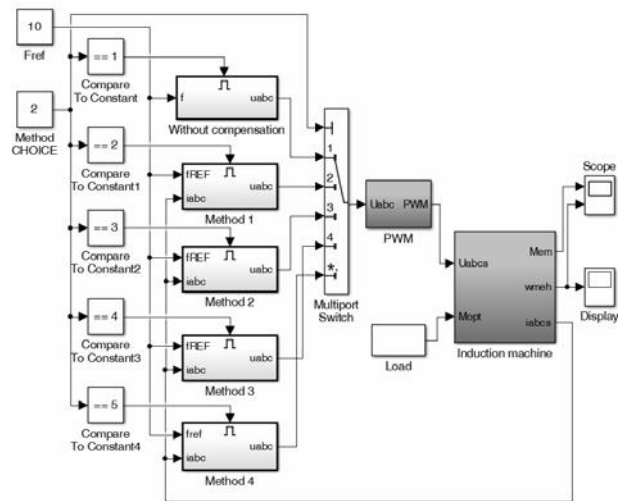 10
Fref
2
Method
CHOICE
== 1
Compare
To Constant
f
uabc
Without compensation
== 2
Compare
To Constant1
fREF
iabc
uabc
Method 1
== 3
Compare
To Constant2
fREF
iabc
uabc
Method 2
== 4
Compare
To Constant3
fREF
iabc
uabc
Method 3
== 5
Compare
To Constant4
fref
iabc
uabc
Method 4
1
2
3
4
*,
Multiport
Switch
Uabc
PWM
PWM
Load
Uabcs
Mopt
Mem
wmeh
iabcs
Induction machine
Scope
Display